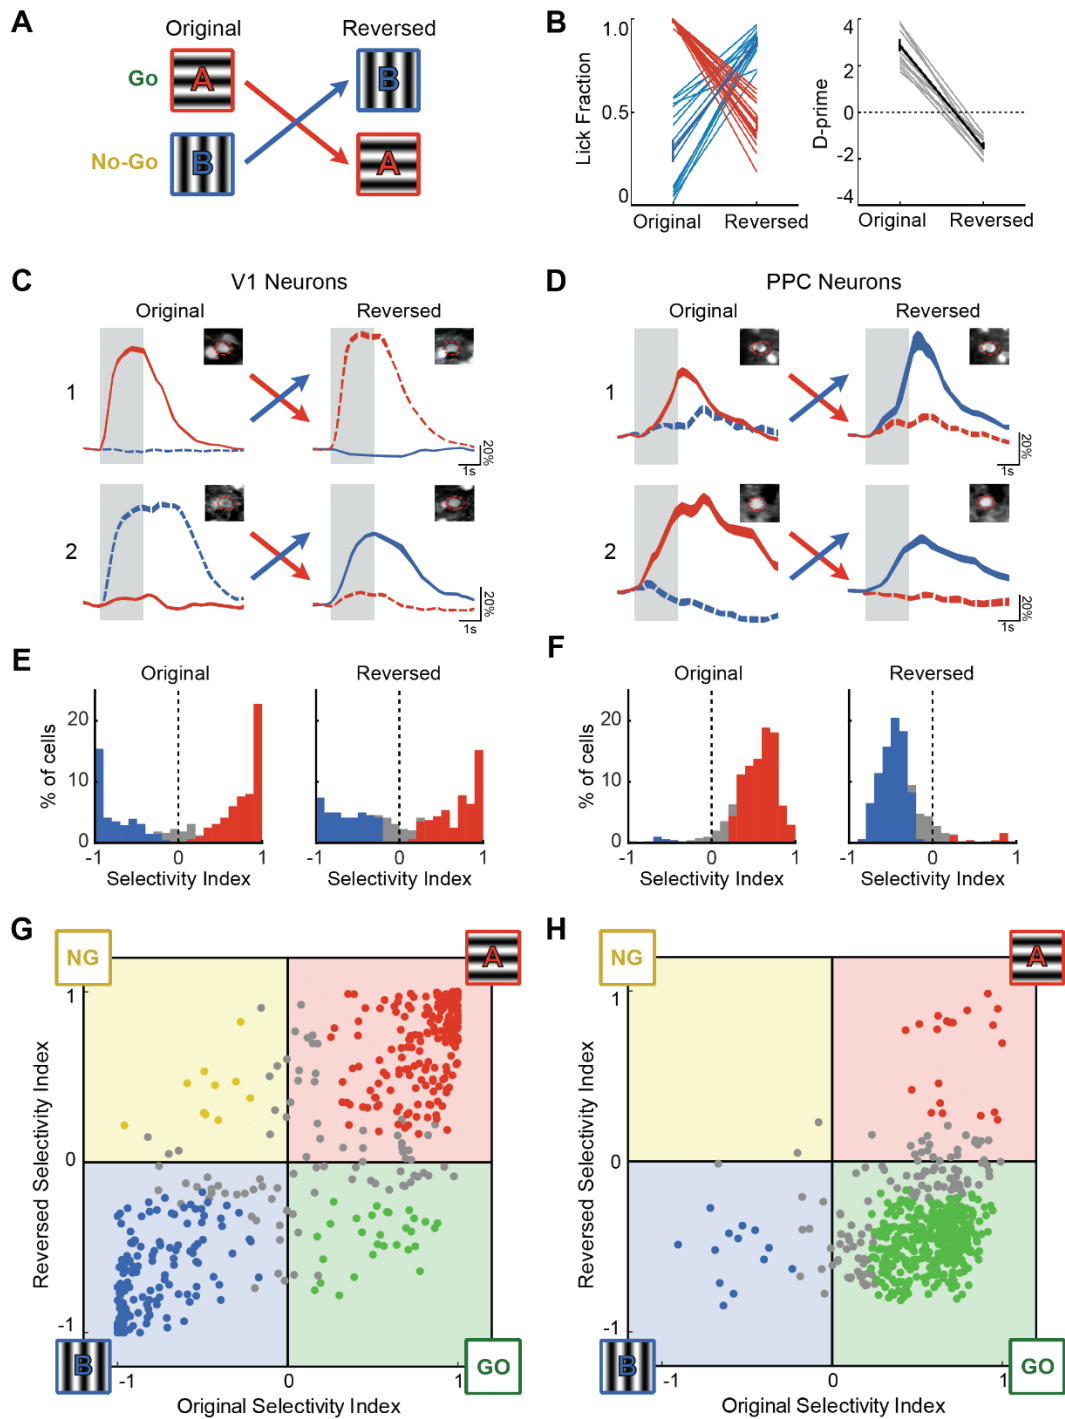 A
Original
Reversed
Go
A
B
No-Go
B
A
B
Lick Fraction
1.0
0.5
0
Original
Reversed
D-prime
4
2
0
-2
-4
Original
Reversed
C
V1 Neurons
Original
Reversed
1
20%
1s
2
20%
1s
D
PPC Neurons
Original
Reversed
1
20%
1s
2
20%
1s
E
Original
Reversed
% of cells
20
10
0
-1
0
1
-1
0
1
Selectivity Index
Selectivity Index
F
Original
Reversed
% of cells
20
10
0
-1
0
1
-1
0
1
Selectivity Index
Selectivity Index
G
NG
A
Reversed Selectivity Index
1
0
-1
B
GO
-1
0
1
Original Selectivity Index
H
NG
A
Reversed Selectivity Index
1
0
-1
B
GO
-1
0
1
Original Selectivity Index